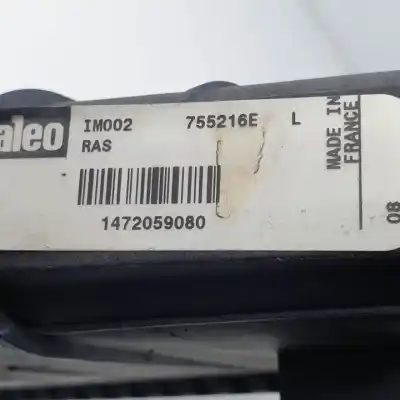 aleo
IM002 755216E L
RAS
1472059080
MADE IN
FRANCE
08